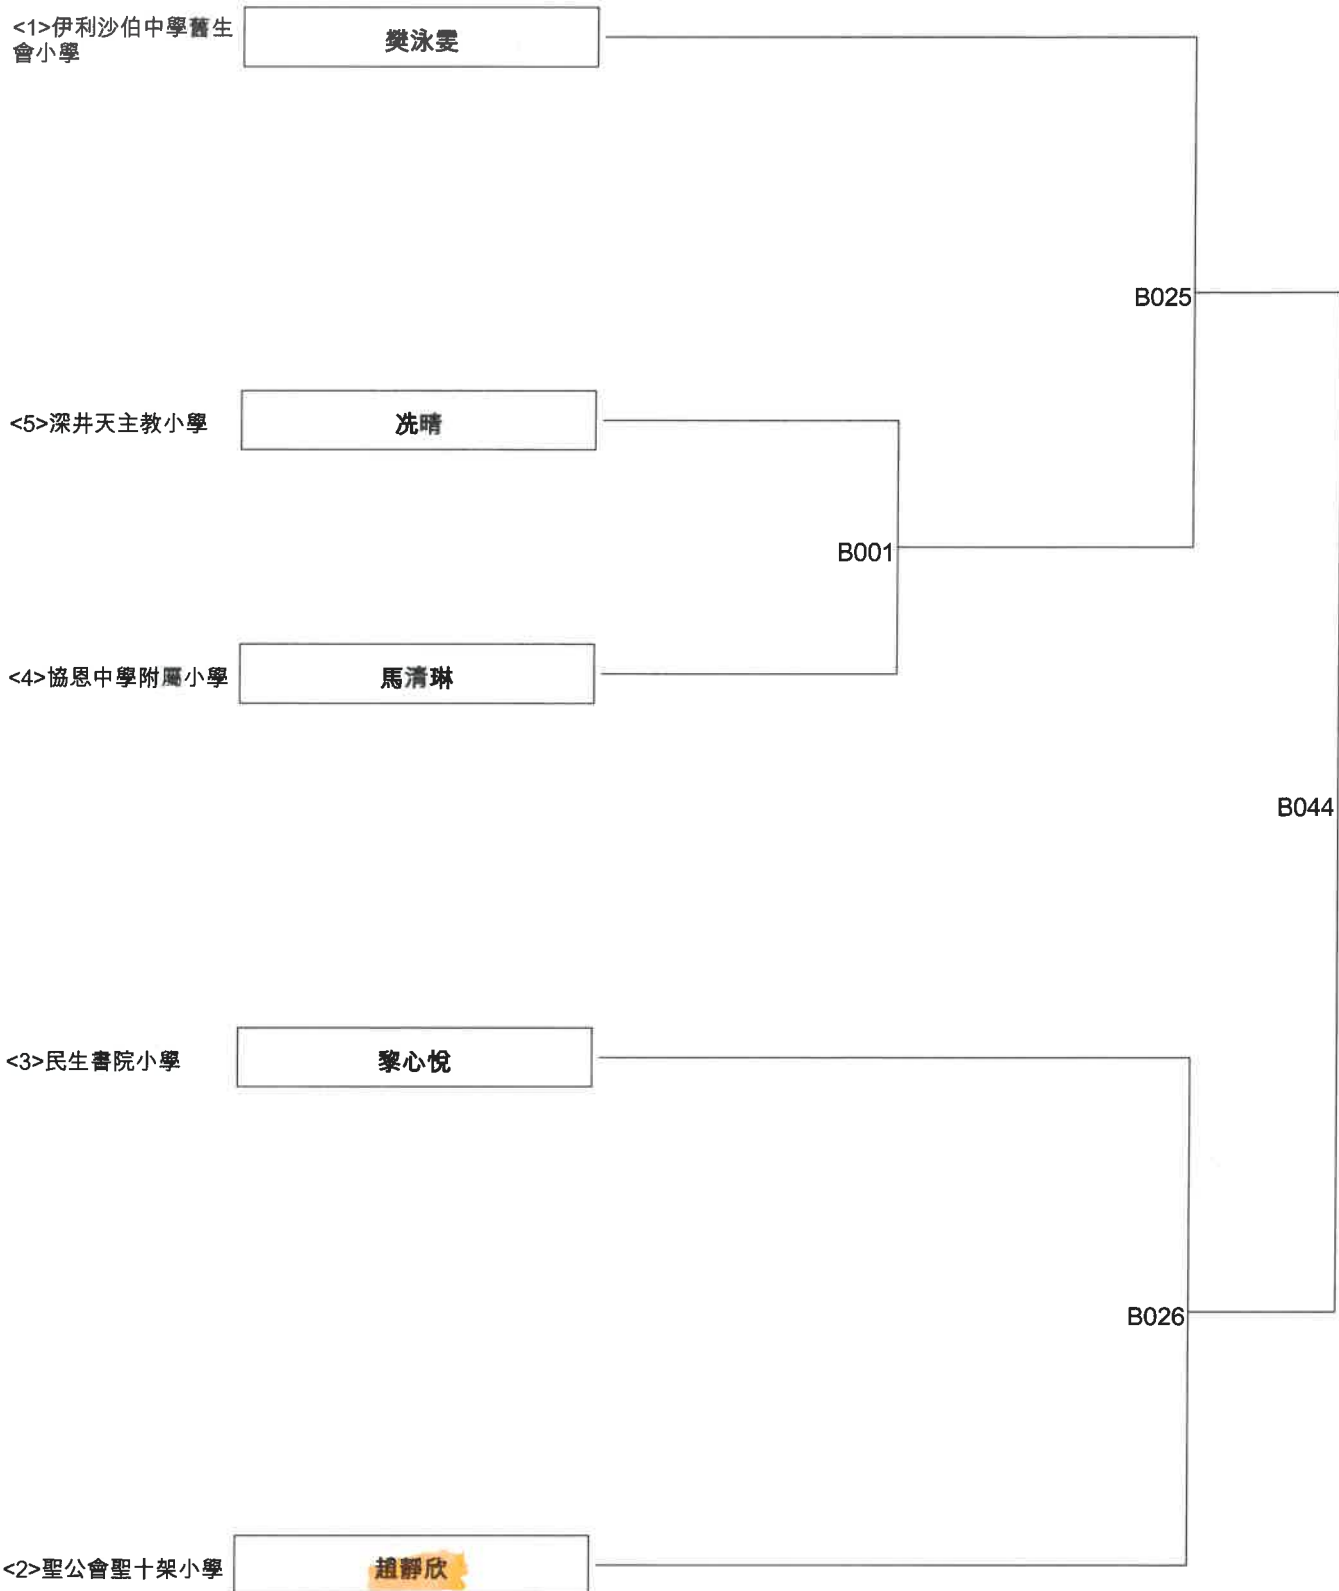 <1>伊利沙伯中學舊生
會小學
樊泳雯
B025
<5>深井天主教小學
冼晴
B001
<4>協恩中學附屬小學
馬清琳
B044
<3>民生書院小學
黎心悅
B026
<2>聖公會聖十架小學
趙靜欣